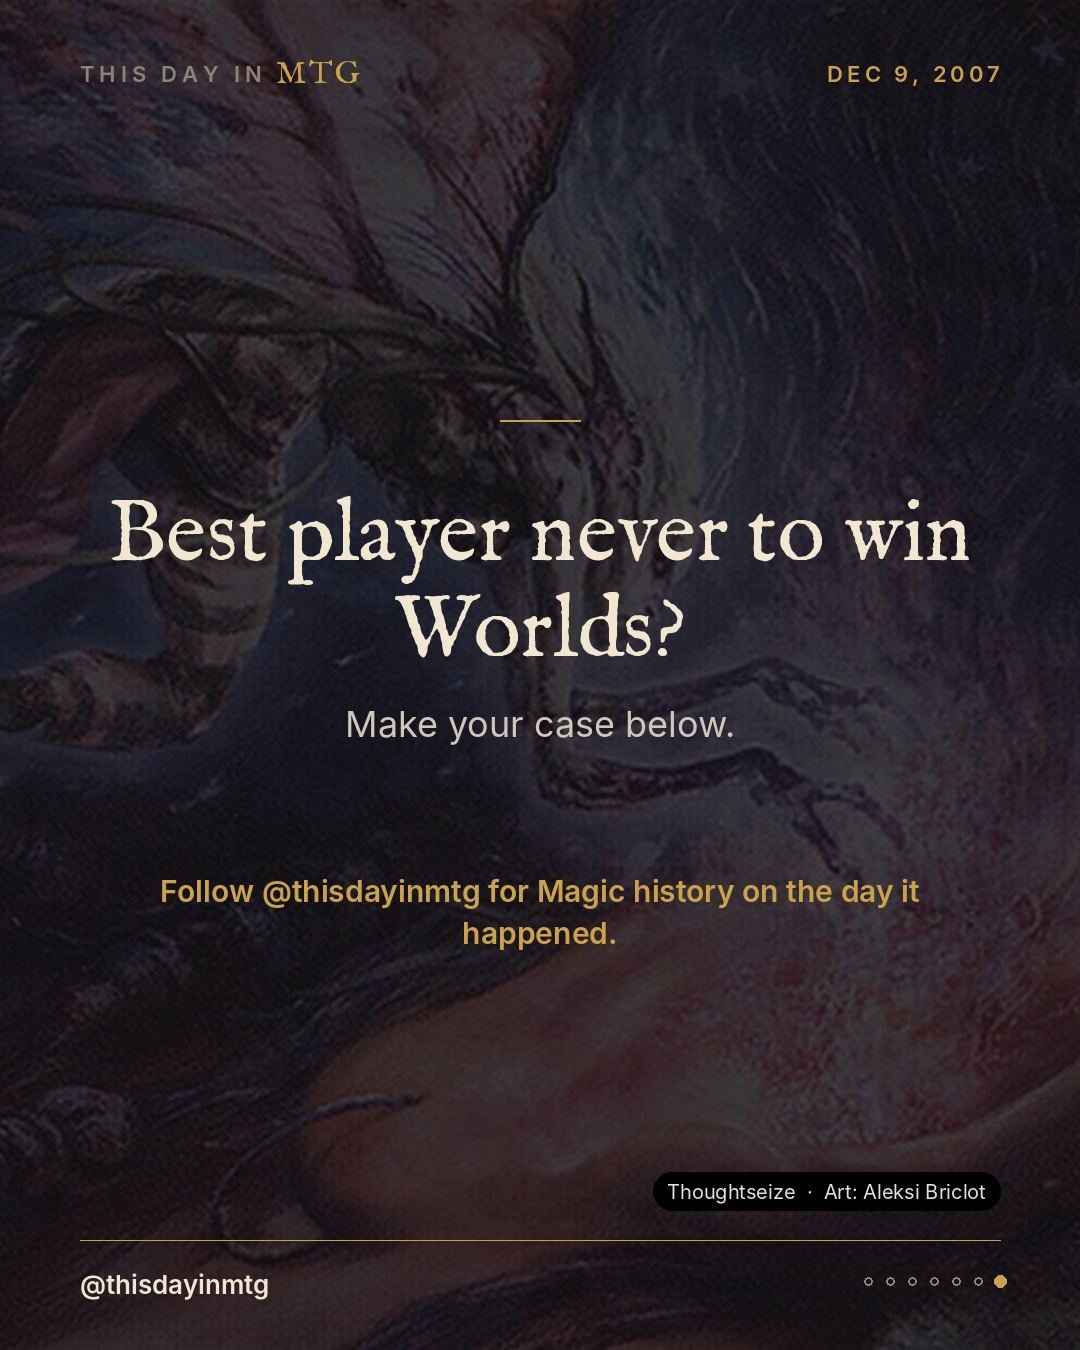 THIS DAY IN MTG
DEC 9, 2007
Best player never to win
Worlds?
Make your case below.
Follow @thisdayinmtg for Magic history on the day it
happened.
Thoughtseize · Art: Aleksi Briclot
@thisdayinmtg